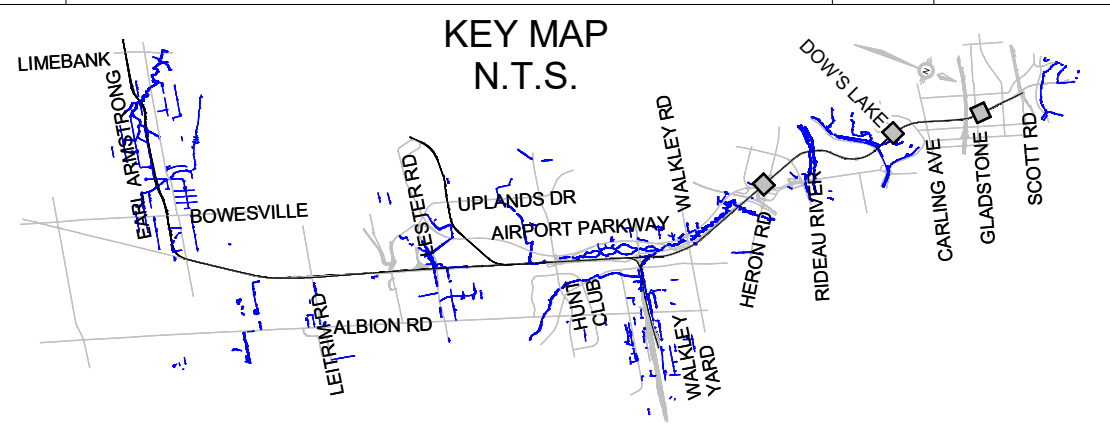 KEY MAP
N.T.S.
LIMEBANK
EARL ARMSTRONG
BOWESVILLE
LESTER RD
UPLANDS DR
AIRPORT PARKWAY
WALKLEY RD
DOW'S LAKE
N
CARLING AVE
GLADSTONE
SCOTT RD
RIDEAU RIVER
HERON RD
HUNT
CLUB
WALKLEY
YARD
ALBION RD
LEITRIM RD